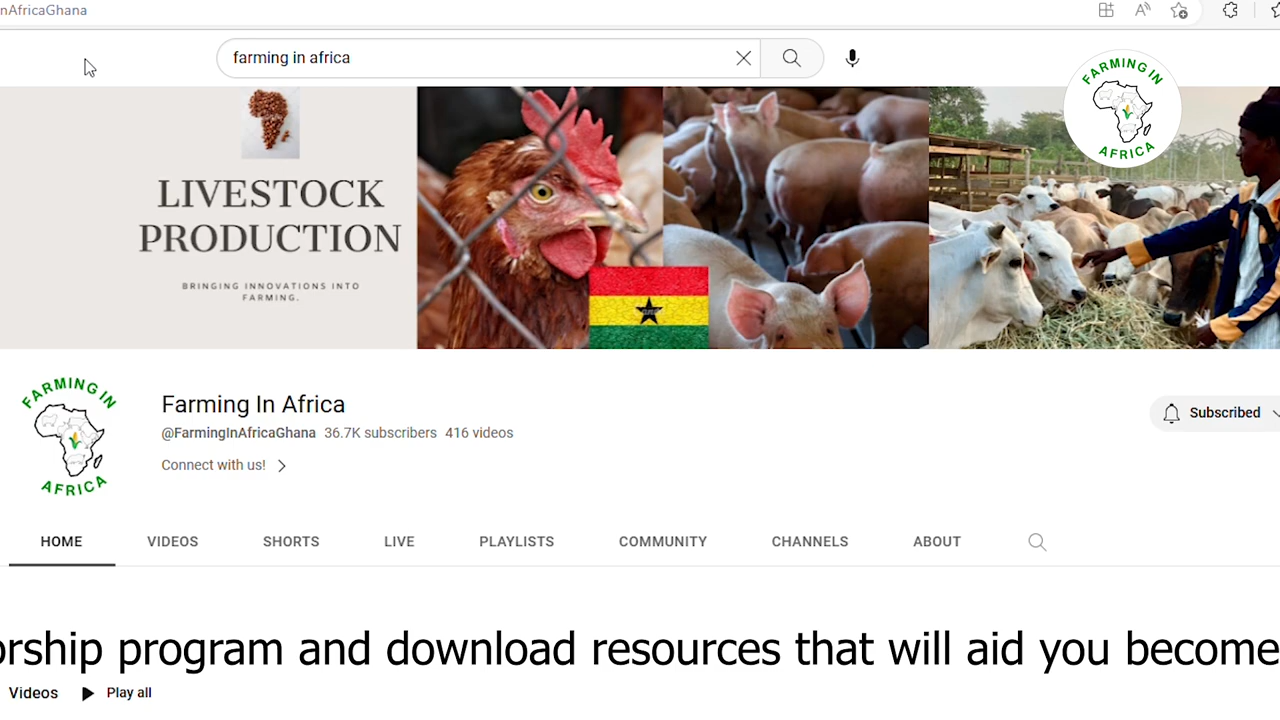 nAfricaGhana
farming in africa
FARMING IN
AFRICA
LIVESTOCK
PRODUCTION
BRINGING INNOVATIONS INTO
FARMING.
FARMING IN
AFRICA
Farming In Africa
@FarmingInAfricaGhana 36.7K subscribers 416 videos
Connect with us!
Subscribed
HOME VIDEOS SHORTS LIVE PLAYLISTS COMMUNITY CHANNELS ABOUT
orship program and download resources that will aid you become
Videos Play all